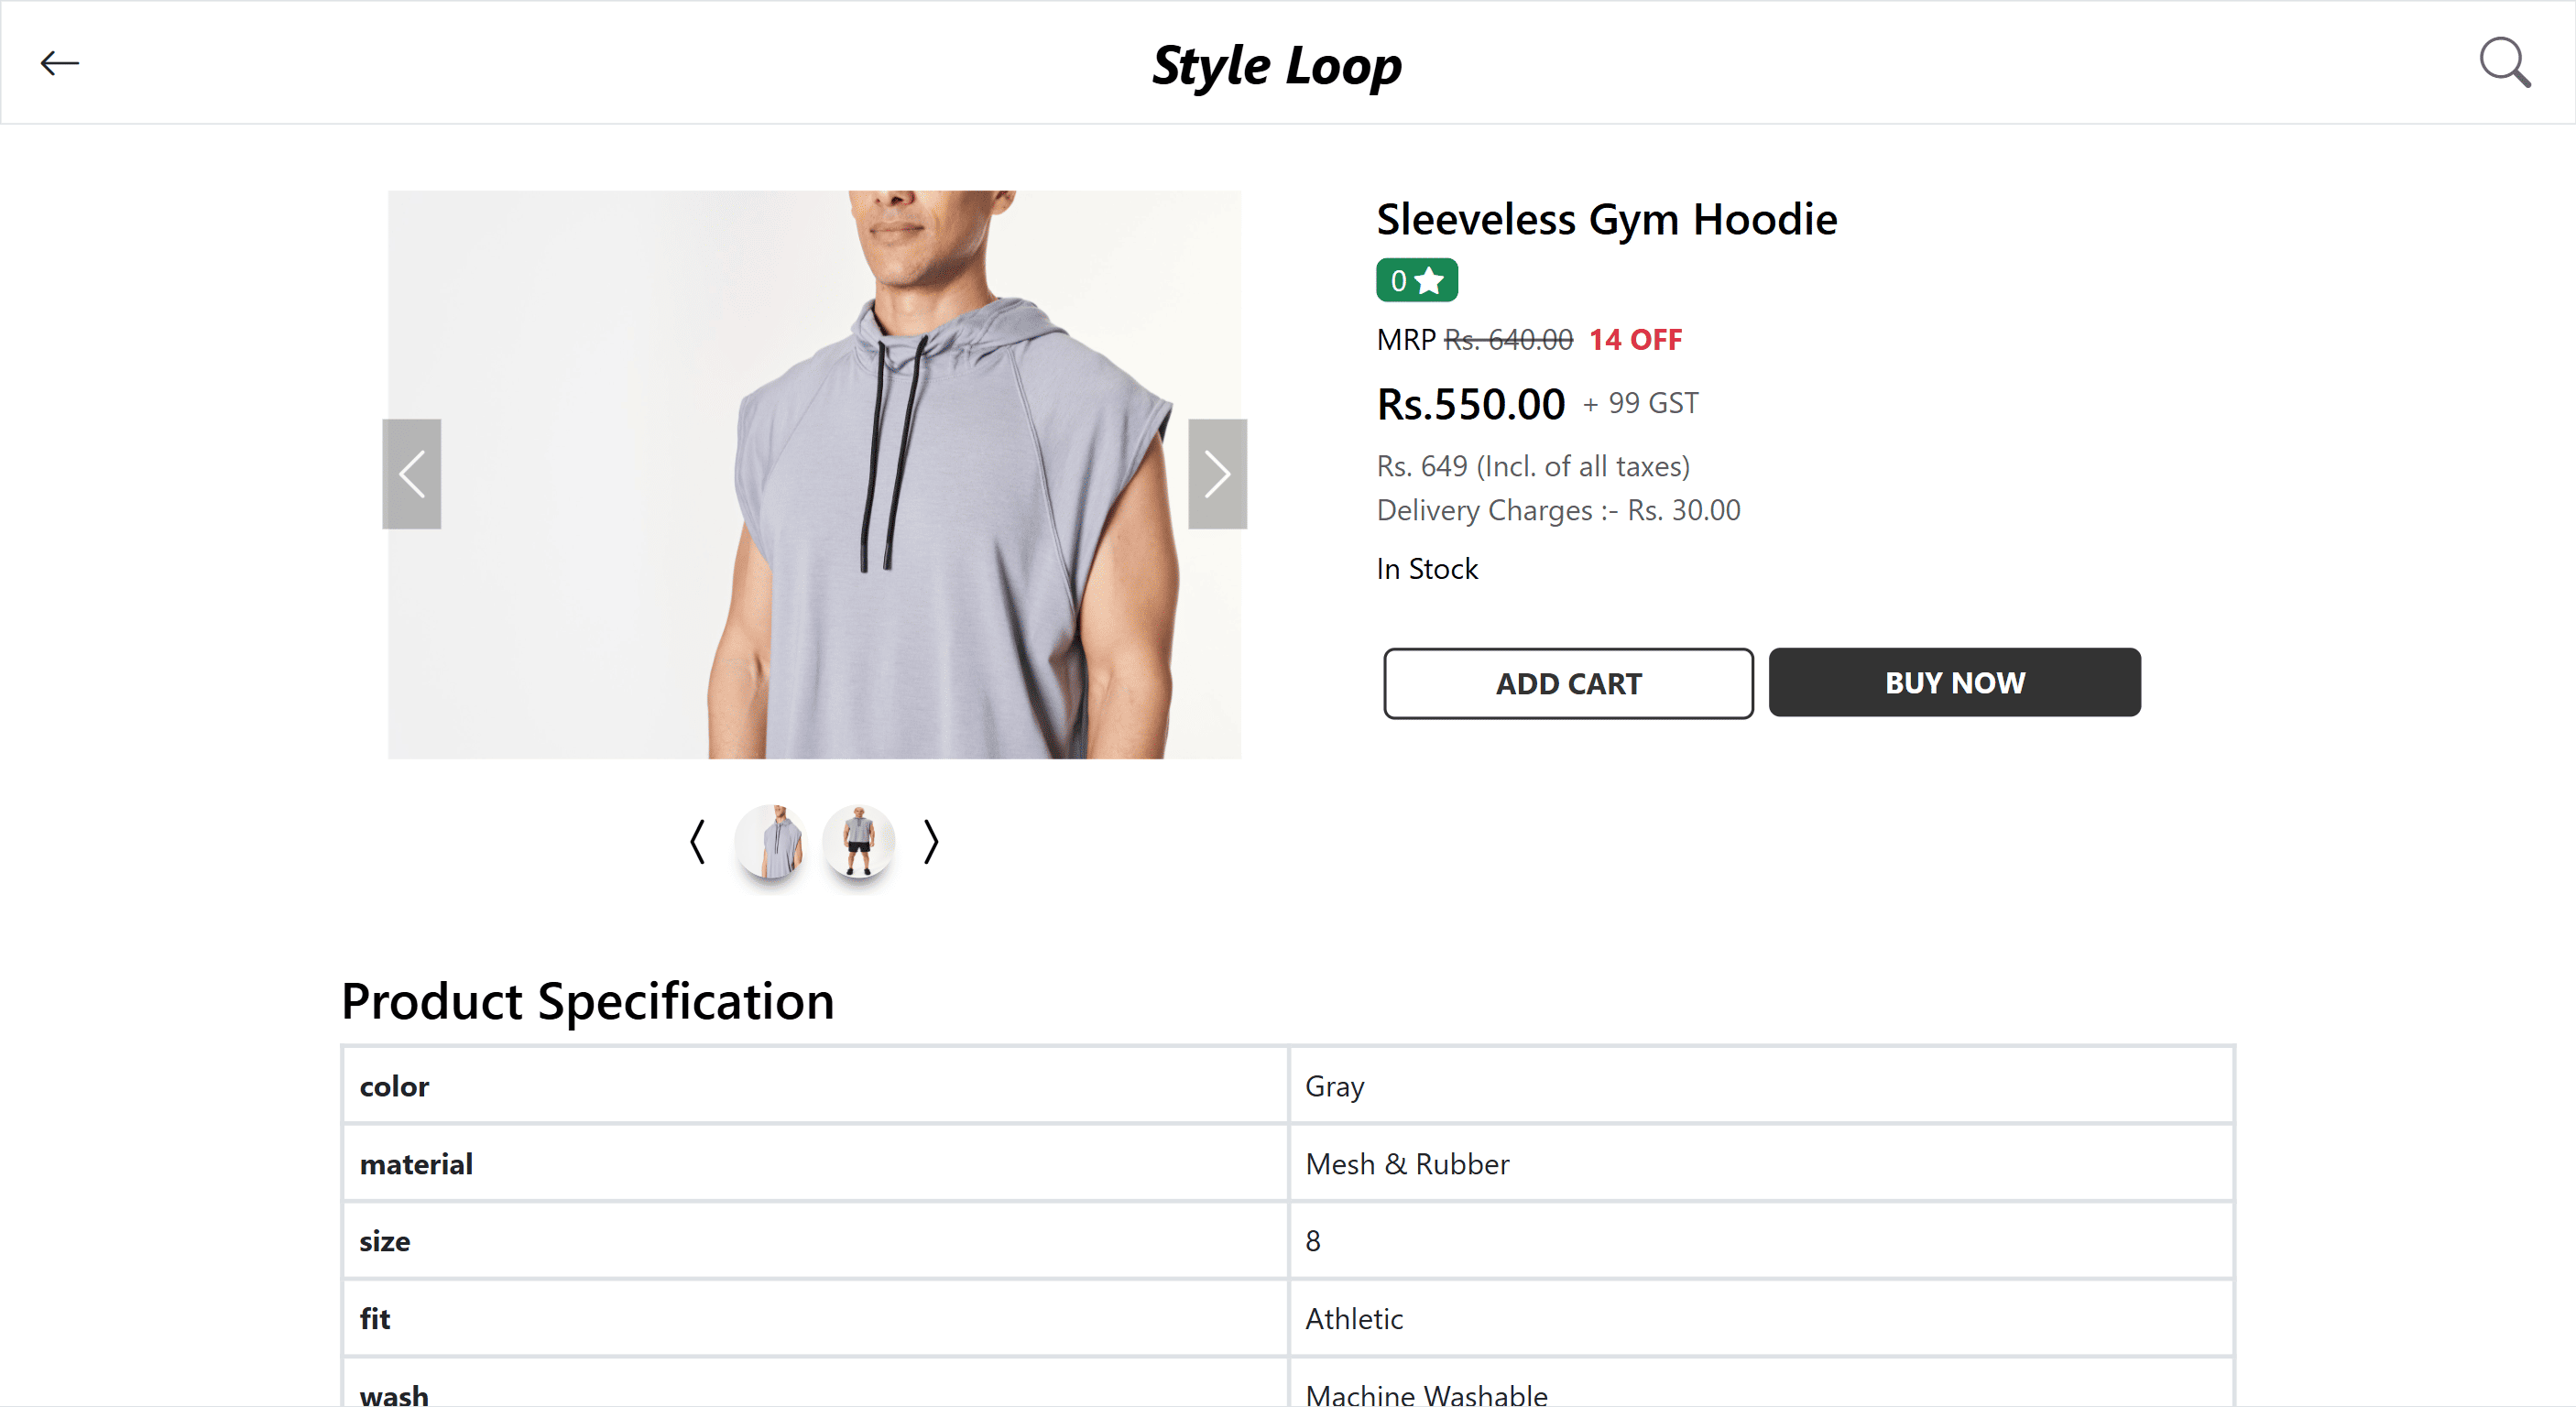 Style Loop
Sleeveless Gym Hoodie
0
MRP Rs. 640.00 14 OFF
Rs.550.00 + 99 GST
Rs. 649 (Incl. of all taxes)
Delivery Charges :- Rs. 30.00
In Stock
ADD CART BUY NOW
Product Specification
color Gray
material Mesh & Rubber
size 8
fit Athletic
wash Machine Washable